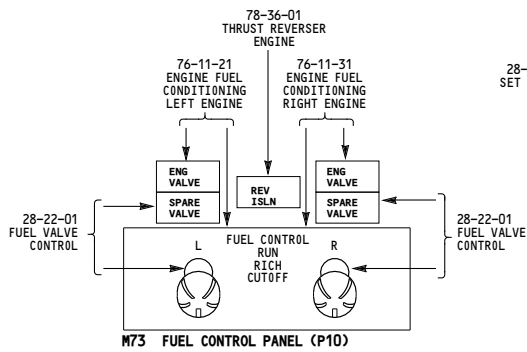 78-36-01
THRUST REVERSER
ENGINE
76-11-21
ENGINE FUEL
CONDITIONING
LEFT ENGINE
76-11-31
ENGINE FUEL
CONDITIONING
RIGHT ENGINE
28-
SET
ENG
VALVE
SPARE
VALVE
REV
ISLN
ENG
VALVE
SPARE
VALVE
28-22-01
FUEL VALVE
CONTROL
28-22-01
FUEL VALVE
CONTROL
L
FUEL CONTROL
RUN
RICH
CUTOFF
R
M73 FUEL CONTROL PANEL (P10)